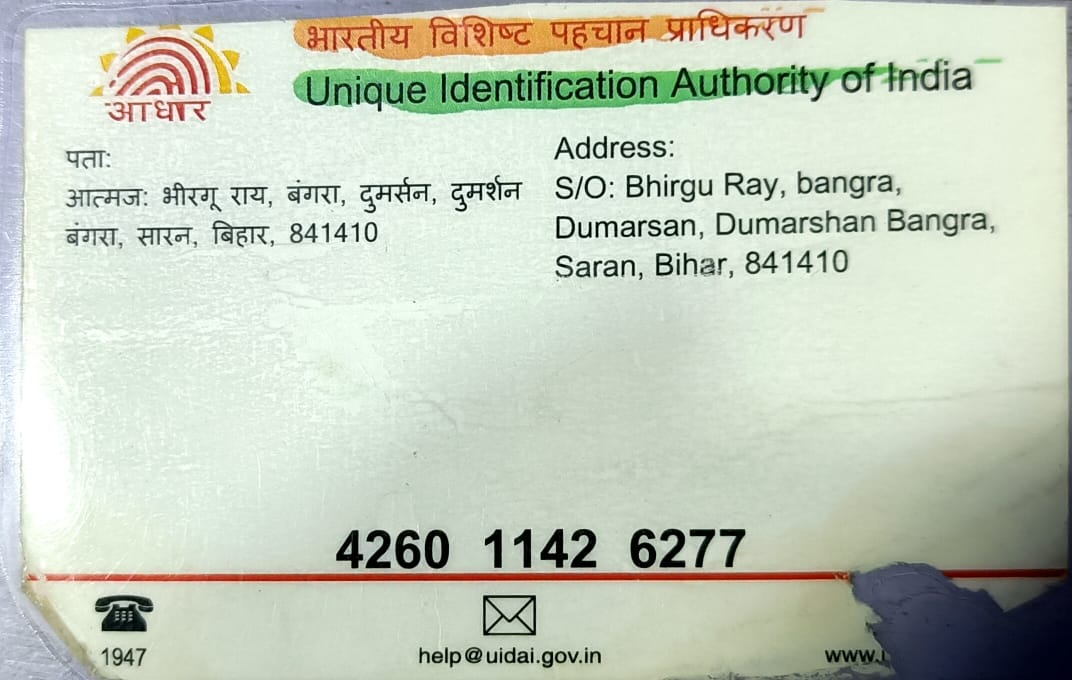 भारतीय विशिष्ट पहचान प्राधिकरण
Unique Identification Authority of India
आधार
पता:
आत्मज: भीरगू राय, बंगरा, दुमर्सन, दुमर्शन
बंगरा, सारन, बिहार, 841410
Address:
S/O: Bhirgu Ray, bangra,
Dumarsan, Dumarshan Bangra,
Saran, Bihar, 841410
4260 1142 6277
1947
help@uidai.gov.in
www.